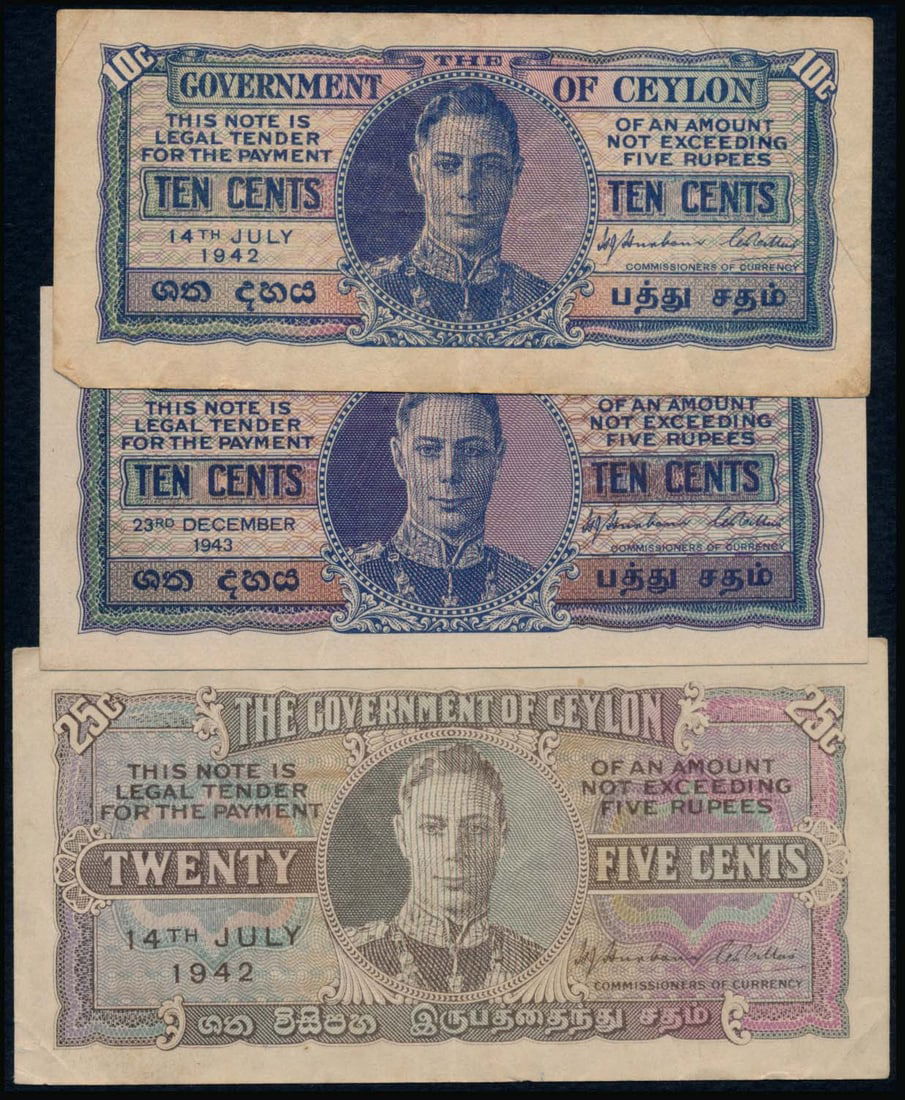 10c THE 10c
GOVERNMENT OF CEYLON
THIS NOTE IS
LEGAL TENDER
FOR THE PAYMENT
OF AN AMOUNT
NOT EXCEEDING
FIVE RUPEES
TEN CENTS
TEN CENTS
14TH JULY
1942
COMMISSIONERS OF CURRENCY
ශත දහය
பத்து சதம்
THIS NOTE IS
LEGAL TENDER
FOR THE PAYMENT
OF AN AMOUNT
NOT EXCEEDING
FIVE RUPEES
TEN CENTS
TEN CENTS
23RD DECEMBER
1943
COMMISSIONERS OF CURRENCY
ශත දහය
பத்து சதம்
25c 25c
THE GOVERNMENT OF CEYLON
THIS NOTE IS
LEGAL TENDER
FOR THE PAYMENT
OF AN AMOUNT
NOT EXCEEDING
FIVE RUPEES
TWENTY FIVE CENTS
14TH JULY
1942
COMMISSIONERS OF CURRENCY
ශත විසිපහ
இருபத்தைந்து சதம்